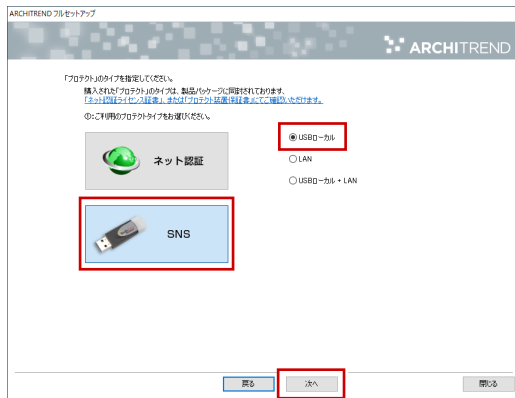 ARCHITREND フルセットアップ
ARCHITREND
「プロテクト」のタイプを指定してください。
購入された「プロテクト」のタイプは、製品パッケージに同封されております、
「ネット認証ライセンス証書」、または「プロテクト装置保証書」にてご確認いただけます。
①:ご利用のプロテクトタイプをお選びください。
ネット認証
SNS
USBローカル
LAN
USBローカル + LAN
戻る
次へ
閉じる